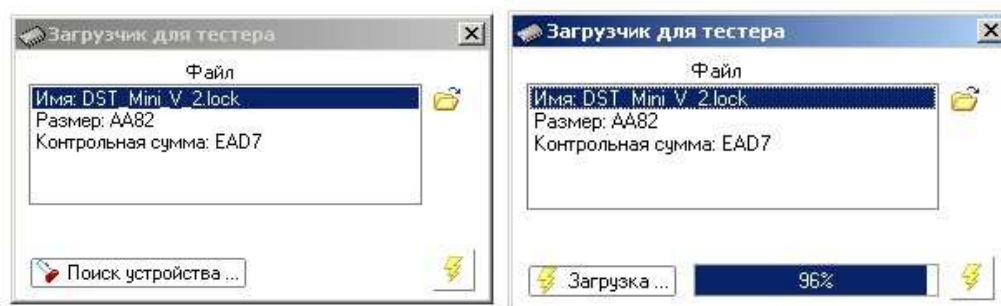 Загрузчик для тестера
Файл
Имя: DST_Mini_V_2.lock
Размер: AA82
Контрольная сумма: EAD7
Поиск устройства ...
Загрузчик для тестера
Файл
Имя: DST_Mini_V_2.lock
Размер: AA82
Контрольная сумма: EAD7
Загрузка ...
96%